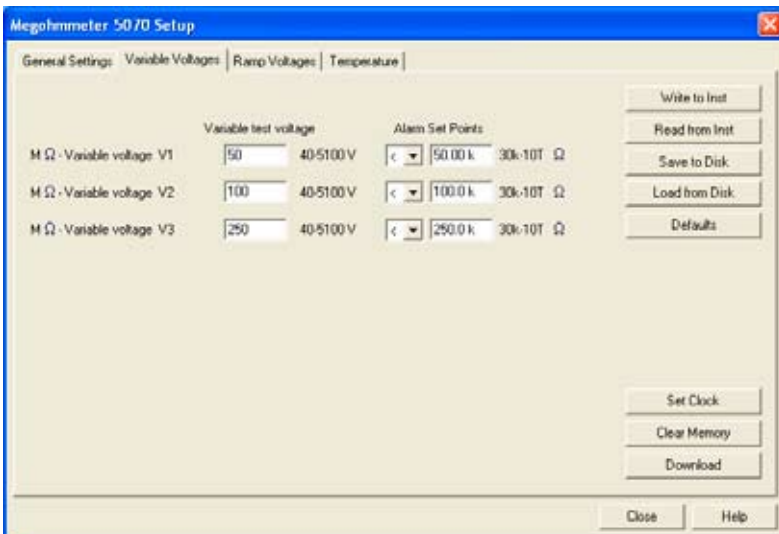 Megohmmeter 5070 Setup
General Settings Variable Voltages Ramp Voltages Temperature
Variable test voltage Alarm Set Points
M Ω - Variable voltage V1 50 40-5100 V < 50.00 k 30k-10T Ω
M Ω - Variable voltage V2 100 40-5100 V < 100.0 k 30k-10T Ω
M Ω - Variable voltage V3 250 40-5100 V < 250.0 k 30k-10T Ω
Write to Inst
Read from Inst
Save to Disk
Load from Disk
Defaults
Set Clock
Clear Memory
Download
Close Help